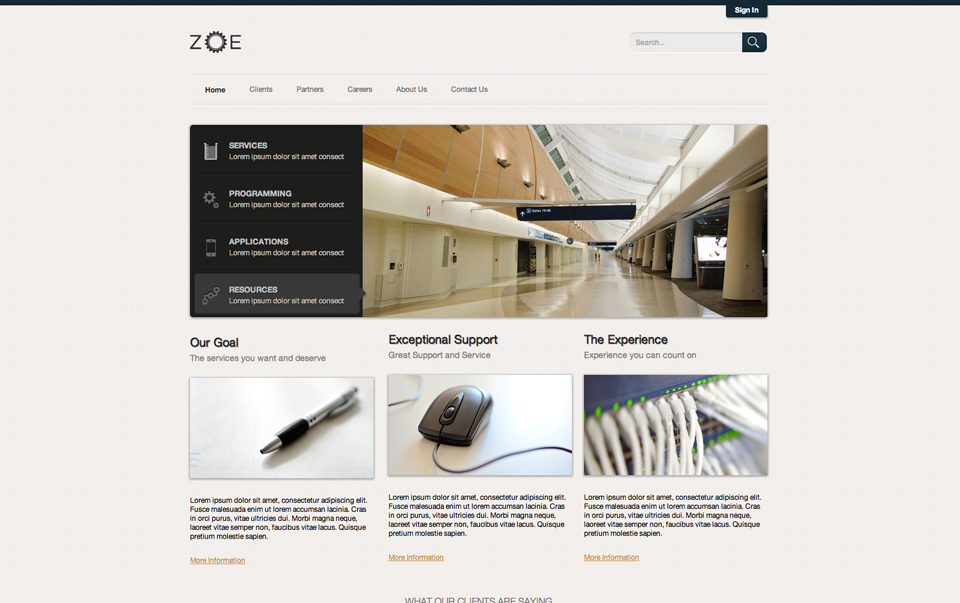 Sign In
ZOE
Search...
Home Clients Partners Careers About Us Contact Us
SERVICES
Lorem ipsum dolor sit amet consect
PROGRAMMING
Lorem ipsum dolor sit amet consect
APPLICATIONS
Lorem ipsum dolor sit amet consect
RESOURCES
Lorem ipsum dolor sit amet consect
Gates 19-40
Our Goal
The services you want and deserve
Lorem ipsum dolor sit amet, consectetur adipiscing elit.
Fusce malesuada enim ut lorem accumsan lacinia. Cras
in orci purus, vitae ultricies dui. Morbi magna neque,
laoreet vitae semper non, faucibus vitae lacus. Quisque
pretium molestie sapien.
More Information
Exceptional Support
Great Support and Service
Lorem ipsum dolor sit amet, consectetur adipiscing elit.
Fusce malesuada enim ut lorem accumsan lacinia. Cras
in orci purus, vitae ultricies dui. Morbi magna neque,
laoreet vitae semper non, faucibus vitae lacus. Quisque
pretium molestie sapien.
More Information
The Experience
Experience you can count on
Lorem ipsum dolor sit amet, consectetur adipiscing elit.
Fusce malesuada enim ut lorem accumsan lacinia. Cras
in orci purus, vitae ultricies dui. Morbi magna neque,
laoreet vitae semper non, faucibus vitae lacus. Quisque
pretium molestie sapien.
More Information
WHAT OUR CLIENTS ARE SAYING